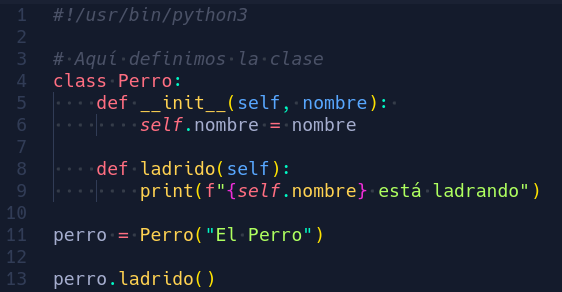 1 #!/usr/bin/python3
2
3 # Aquí definimos la clase
4 class Perro:
5     def __init__(self, nombre):
6         self.nombre = nombre
7
8     def ladrido(self):
9         print(f"{self.nombre} está ladrando")
10
11 perro = Perro("El Perro")
12
13 perro.ladrido()